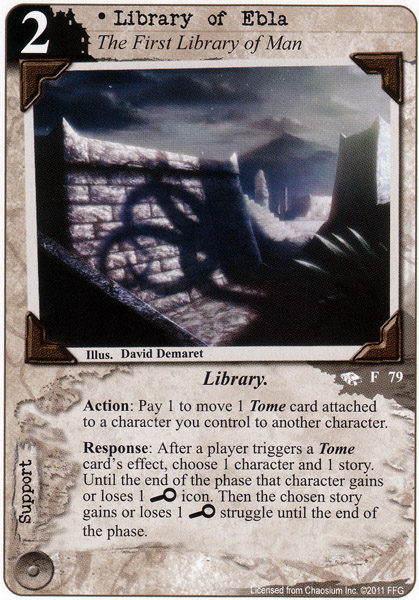 2
• Library of Ebla
The First Library of Man
Illus. David Demaret
Library.
F 79
Action: Pay 1 to move 1 Tome card attached
to a character you control to another character.
Response: After a player triggers a Tome
card's effect, choose 1 character and 1 story.
Until the end of the phase that character gains
or loses 1 icon. Then the chosen story
gains or loses 1 struggle until the end of
the phase.
Support
Licensed from Chaosium Inc. ©2011 FFG